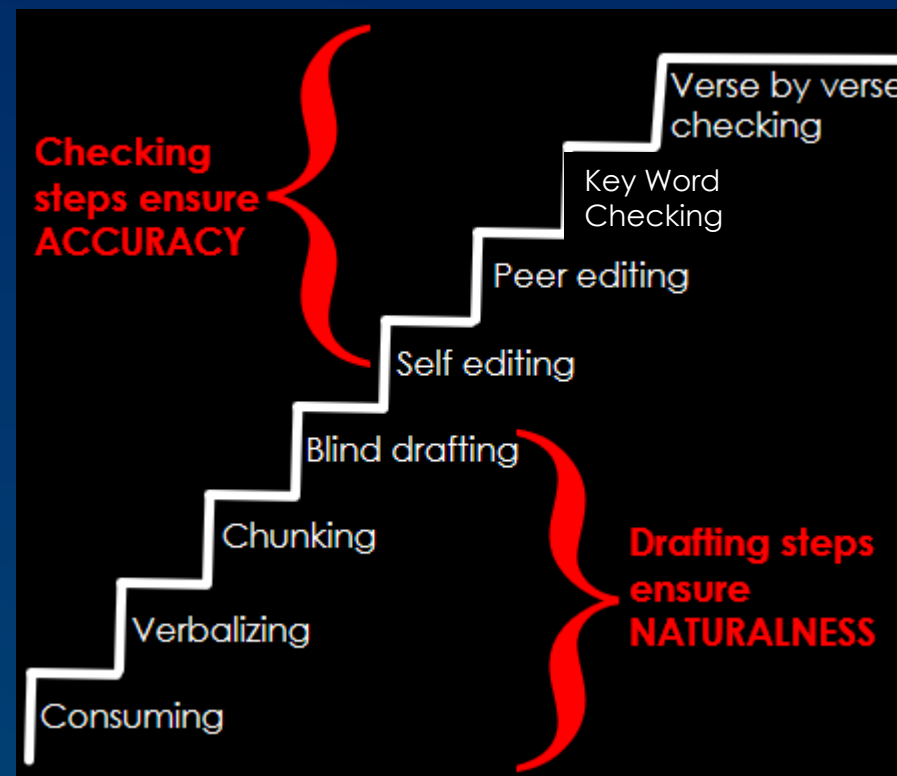 Verse by verse
checking
Checking
steps ensure
ACCURACY
Key Word
Checking
Peer editing
Self editing
Blind drafting
Chunking
Drafting steps
ensure
NATURALNESS
Verbalizing
Consuming